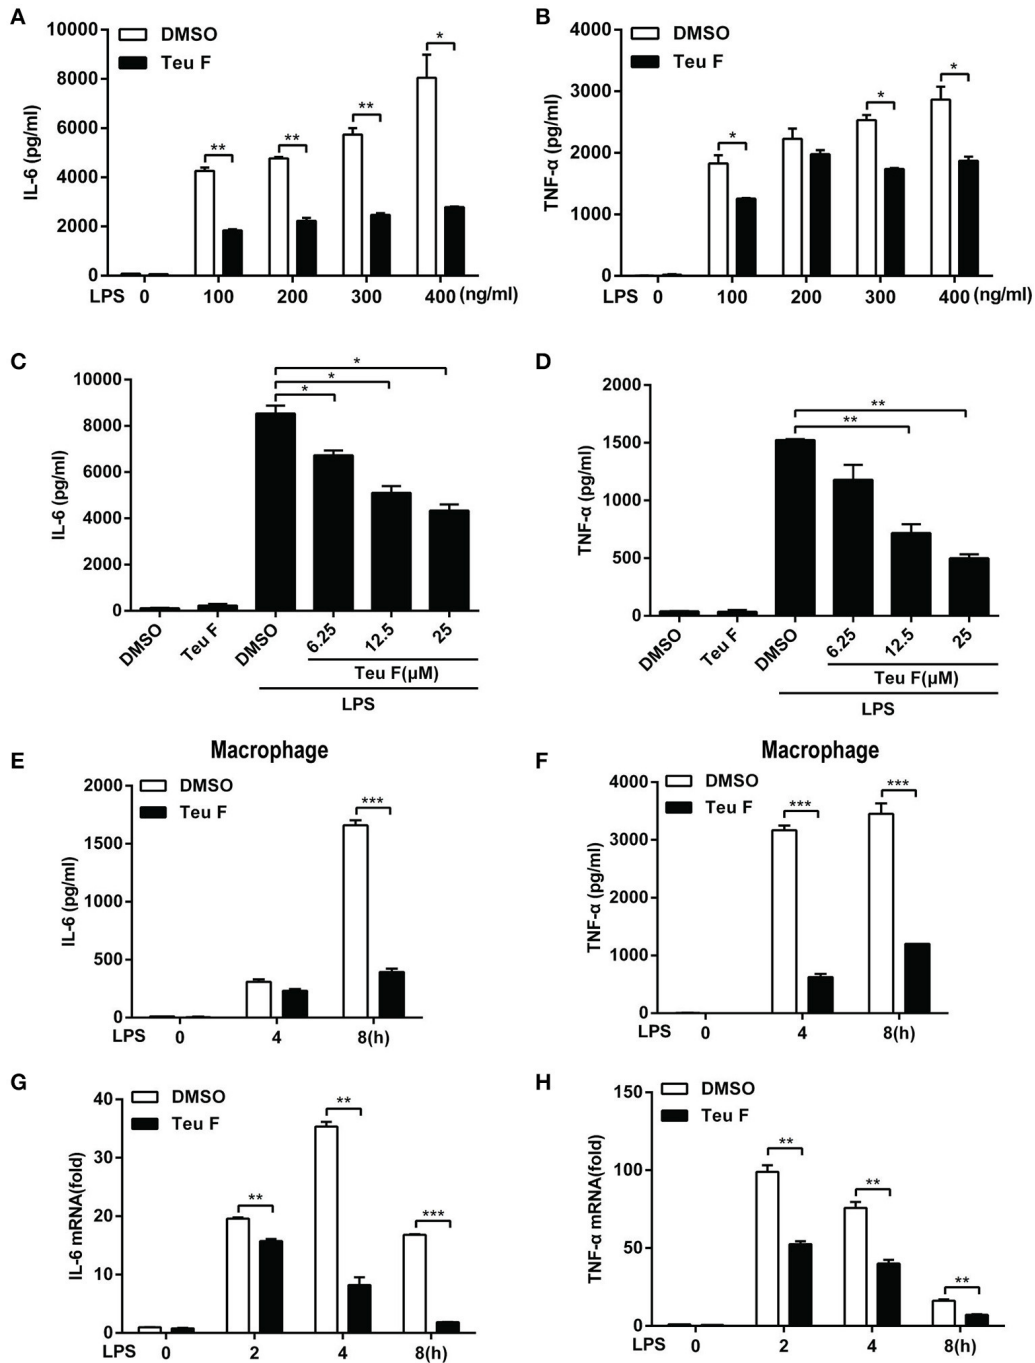 A
10000
8000
6000
4000
2000
0
IL-6 (pg/ml)
DMSO
Teu F
**
**
**
*
LPS 0 100 200 300 400 (ng/ml)
B
4000
3000
2000
1000
0
TNF-α (pg/ml)
DMSO
Teu F
*
*
*
LPS 0 100 200 300 400 (ng/ml)
C
10000
8000
6000
4000
2000
0
IL-6 (pg/ml)
*
*
*
DMSO Teu F DMSO 6.25 12.5 25
Teu F(μM)
LPS
D
2000
1500
1000
500
0
TNF-α (pg/ml)
**
**
DMSO Teu F DMSO 6.25 12.5 25
Teu F(μM)
LPS
E
Macrophage
2000
1500
1000
500
0
IL-6 (pg/ml)
DMSO
Teu F
***
LPS 0 4 8(h)
F
Macrophage
4000
3000
2000
1000
0
TNF-α (pg/ml)
DMSO
Teu F
***
***
LPS 0 4 8(h)
G
40
30
20
10
0
IL-6 mRNA(fold)
DMSO
Teu F
**
**
***
LPS 0 2 4 8(h)
H
150
100
50
0
TNF-α mRNA(fold)
DMSO
Teu F
**
**
**
LPS 0 2 4 8(h)